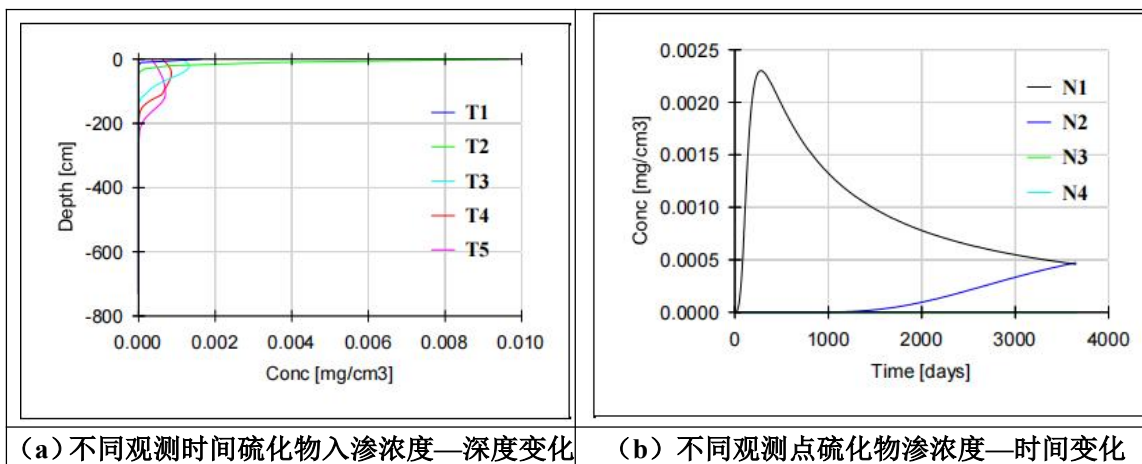 0
-200
-400
-600
-800
Depth [cm]
0.000 0.002 0.004 0.006 0.008 0.010
Conc [mg/cm3]
T1
T2
T3
T4
T5
(a)不同观测时间硫化物入渗浓度—深度变化
0.0025
0.0020
0.0015
0.0010
0.0005
0.0000
Conc [mg/cm3]
0 1000 2000 3000 4000
Time [days]
N1
N2
N3
N4
(b)不同观测点硫化物渗浓度—时间变化